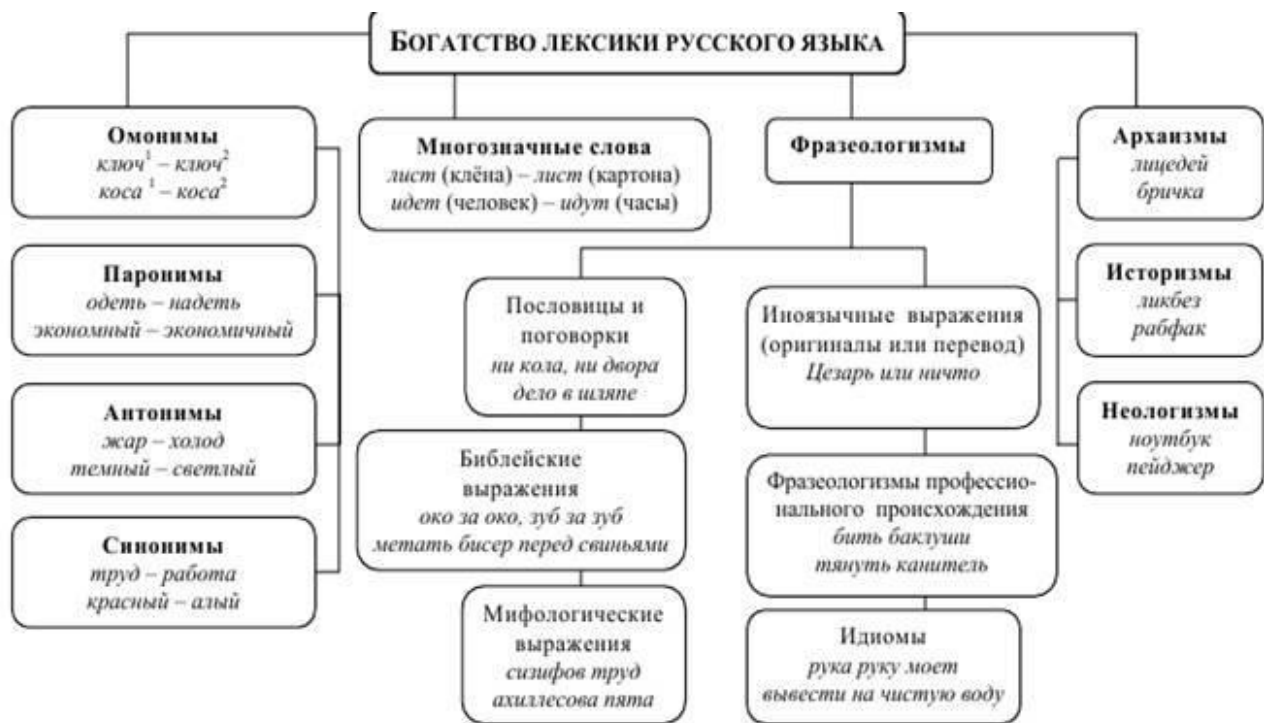 БОГАТСТВО ЛЕКСИКИ РУССКОГО ЯЗЫКА
Омонимы
ключ¹ – ключ²
коса ¹ – коса²
Паронимы
одеть – надеть
экономный – экономичный
Антонимы
жар – холод
темный – светлый
Синонимы
труд – работа
красный – алый
Многозначные слова
лист (клёна) – лист (картона)
идет (человек) – идут (часы)
Фразеологизмы
Пословицы и
поговорки
ни кола, ни двора
дело в шляпе
Библейские
выражения
око за око, зуб за зуб
метать бисер перед свиньями
Мифологические
выражения
сизифов труд
ахиллесова пята
Иноязычные выражения
(оригиналы или перевод)
Цезарь или ничто
Фразеологизмы профессио-
нального происхождения
бить баклуши
тянуть канитель
Идиомы
рука руку моет
вывести на чистую воду
Архаизмы
лицедей
бричка
Историзмы
ликбез
рабфак
Неологизмы
ноутбук
пейджер